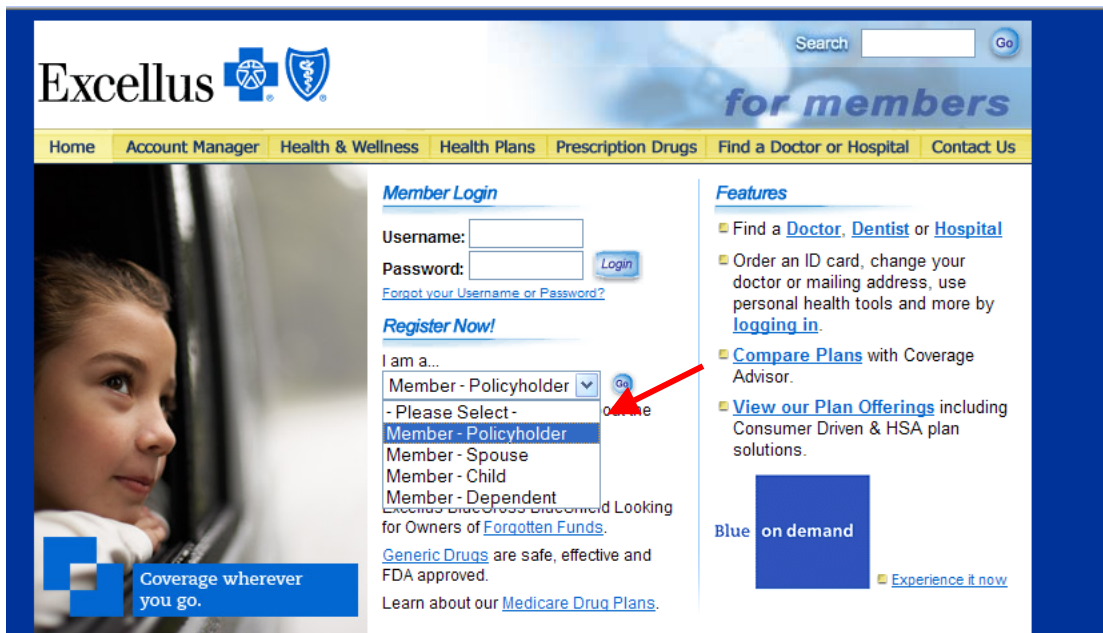 Excellus
Search
Go
for members
Home Account Manager Health & Wellness Health Plans Prescription Drugs Find a Doctor or Hospital Contact Us
Member Login
Username:
Password:
Login
Forgot your Username or Password?
Register Now!
I am a...
Member - Policyholder
Go
- Please Select -
Member - Policyholder
Member - Spouse
Member - Child
Member - Dependent
the
Excellus BlueCross BlueShield Looking
for Owners of Forgotten Funds.
Generic Drugs are safe, effective and
FDA approved.
Learn about our Medicare Drug Plans.
Features
Find a Doctor, Dentist or Hospital
Order an ID card, change your
doctor or mailing address, use
personal health tools and more by
logging in.
Compare Plans with Coverage
Advisor.
View our Plan Offerings including
Consumer Driven & HSA plan
solutions.
Blue on demand
Experience it now
Coverage wherever
you go.